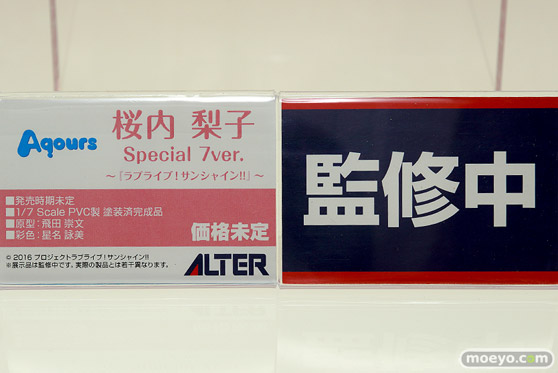 Aqours
桜内 梨子
Special 7ver.
～『ラブライブ！サンシャイン!!』～
■発売時期未定
■1/7 Scale PVC製 塗装済完成品
■原型：飛田 崇文
■彩色：星名 詠美
価格未定
© 2016 プロジェクトラブライブ！サンシャイン!!
※展示品は監修中です。実際の製品とは若干異なります。
ALTER
監修中
moeyo.com